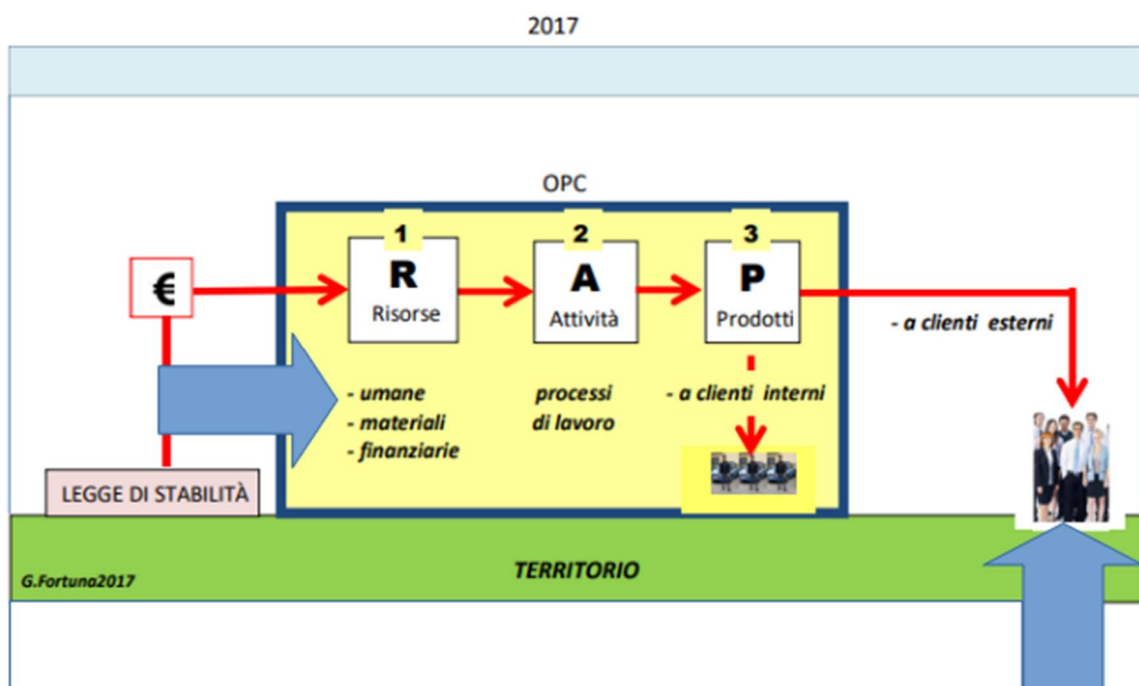 2017
OPC
1
R
Risorse
2
A
Attività
3
P
Prodotti
€
- a clienti esterni
- umane
- materiali
- finanziarie
processi
di lavoro
- a clienti interni
LEGGE DI STABILITÀ
TERRITORIO
G.Fortuna2017